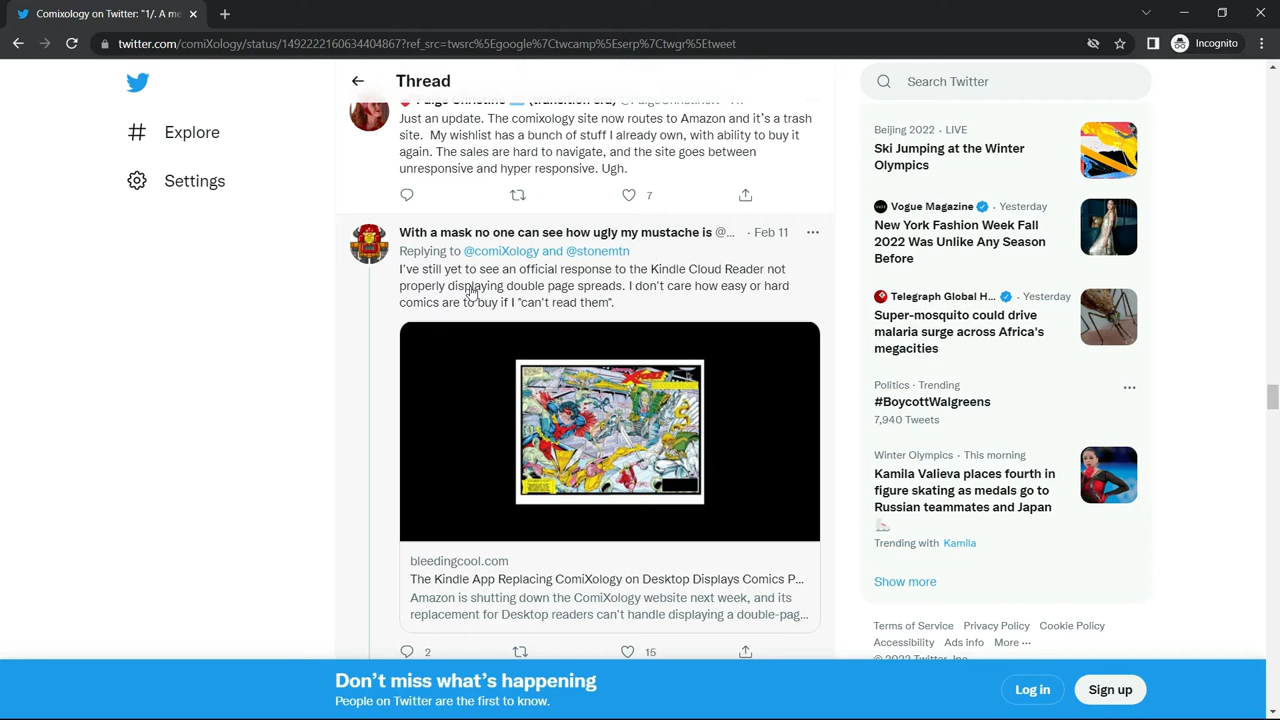 Comixology on Twitter: "1/. A me
twitter.com/comiXology/status/1492222160634404867?ref_src=twsrc%5Egoogle%7Ctwcamp%5Eserp%7Ctwgr%5Etweet
Incognito
Explore
Settings
Thread
Just an update. The comixology site now routes to Amazon and it's a trash
site. My wishlist has a bunch of stuff I already own, with ability to buy it
again. The sales are hard to navigate, and the site goes between
unresponsive and hyper responsive. Ugh.
7
With a mask no one can see how ugly my mustache is @... · Feb 11
Replying to @comiXology and @stonemtn
I've still yet to see an official response to the Kindle Cloud Reader not
properly displaying double page spreads. I don't care how easy or hard
comics are to buy if I "can't read them".
bleedingcool.com
The Kindle App Replacing ComiXology on Desktop Displays Comics P...
Amazon is shutting down the ComiXology website next week, and its
replacement for Desktop readers can't handle displaying a double-pag...
2
15
Search Twitter
Beijing 2022 · LIVE
Ski Jumping at the Winter
Olympics
Vogue Magazine · Yesterday
New York Fashion Week Fall
2022 Was Unlike Any Season
Before
Telegraph Global H... · Yesterday
Super-mosquito could drive
malaria surge across Africa's
megacities
Politics · Trending
#BoycottWalgreens
7,940 Tweets
Winter Olympics · This morning
Kamila Valieva places fourth in
figure skating as medals go to
Russian teammates and Japan
Trending with Kamila
Show more
Terms of Service Privacy Policy Cookie Policy
Accessibility Ads info More ···
© 2022 Twitter, Inc.
Don't miss what's happening
People on Twitter are the first to know.
Log in
Sign up